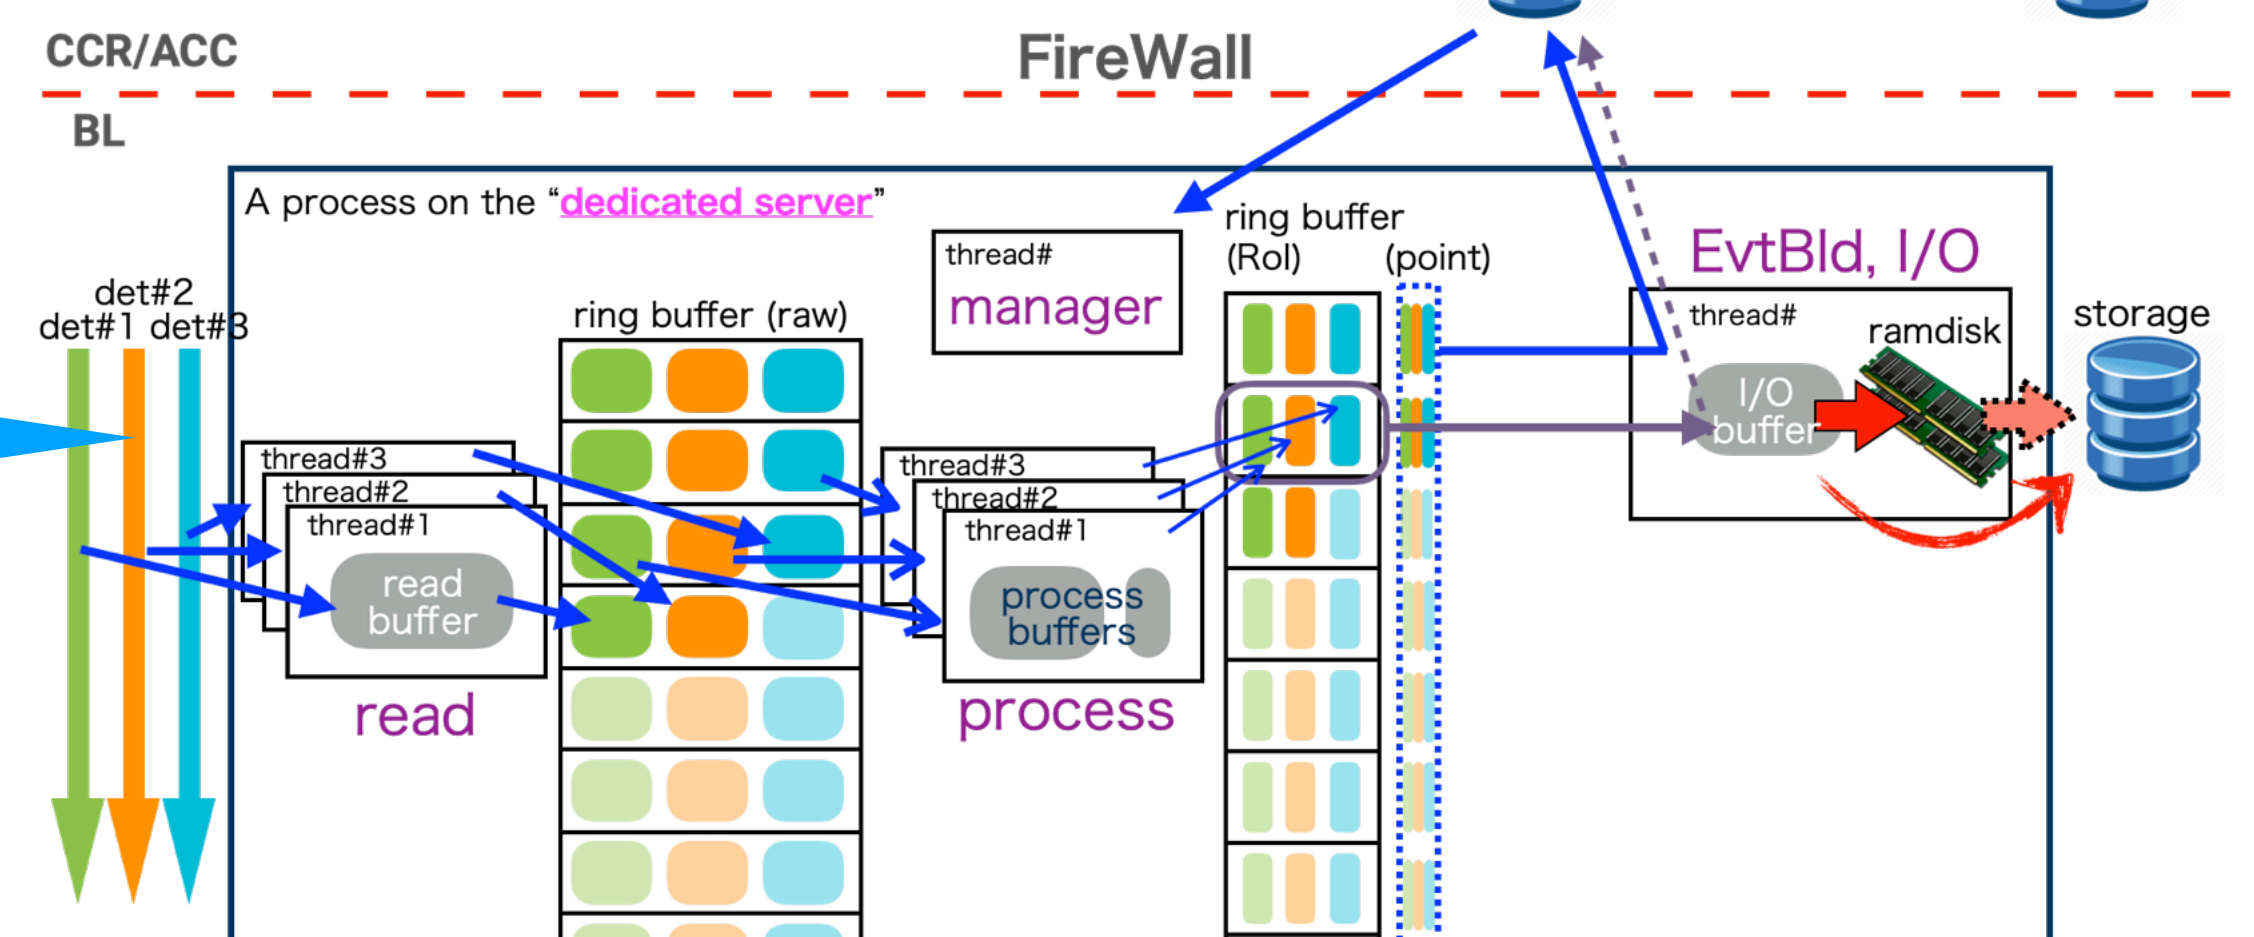 CCR/ACC
FireWall
BL
A process on the “dedicated server”
ring buffer
(RoI)
(point)
EvtBld, I/O
thread#
manager
det#2
det#1 det#3
ring buffer (raw)
thread#
ramdisk
storage
I/O
buffer
thread#3
thread#2
thread#1
read
buffer
read
thread#3
thread#2
thread#1
process
buffers
process